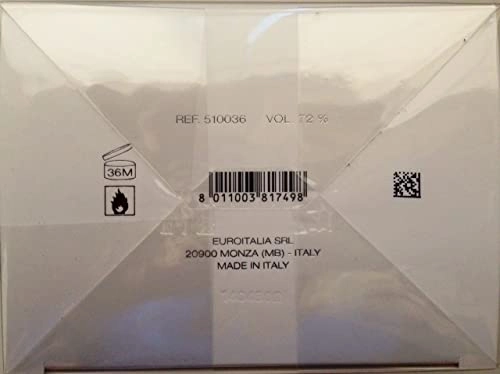 REF. 510036 VOL. 72 %
36M
8 011003 817498
EUROITALIA SRL
20900 MONZA (MB) - ITALY
MADE IN ITALY